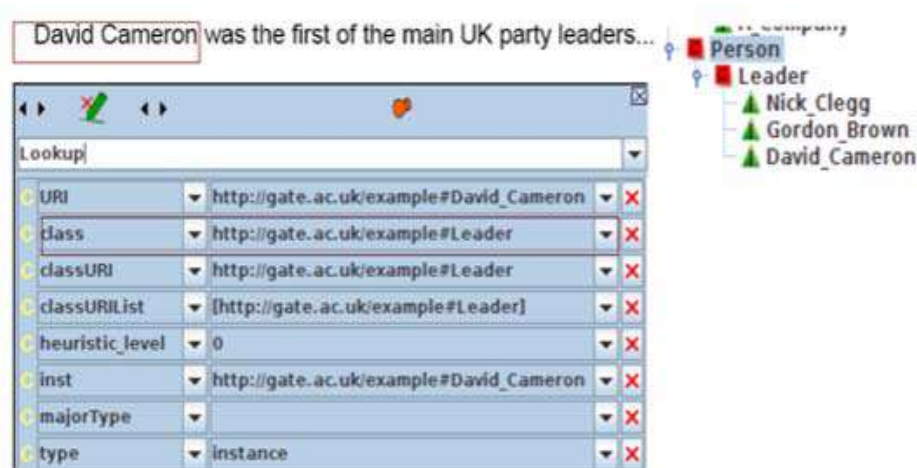 David Cameron was the first of the main UK party leaders...
Person
Leader
Nick_Clegg
Gordon_Brown
David_Cameron
Lookup
URI http://gate.ac.uk/example#David_Cameron
class http://gate.ac.uk/example#Leader
classURI http://gate.ac.uk/example#Leader
classURIList [http://gate.ac.uk/example#Leader]
heuristic_level 0
inst http://gate.ac.uk/example#David_Cameron
majorType
type instance